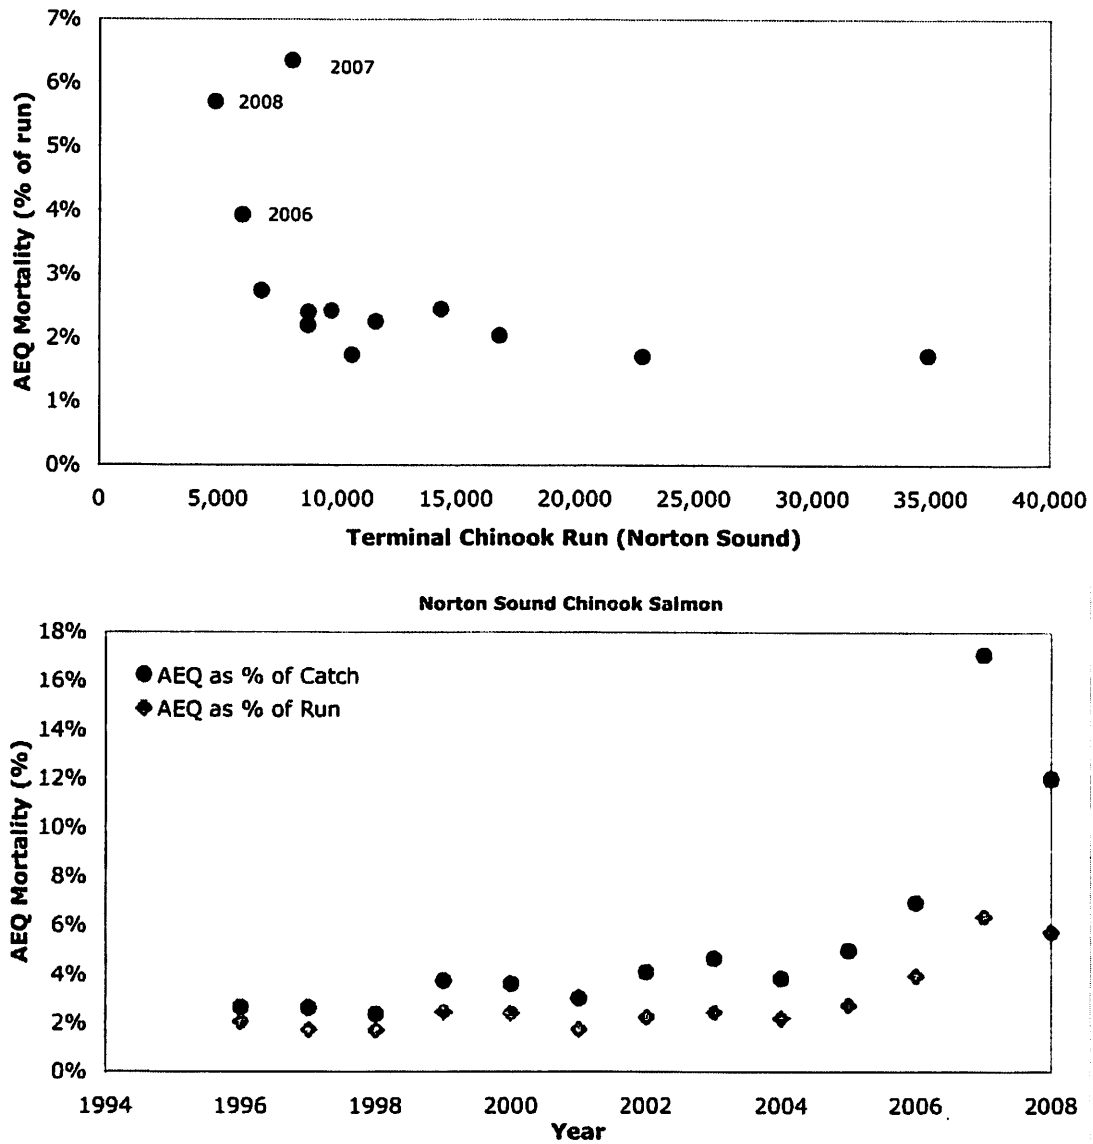 7%
6%
5%
4%
3%
2%
1%
0%
AEQ Mortality (% of run)
2007
2008
2006
0 5,000 10,000 15,000 20,000 25,000 30,000 35,000 40,000
Terminal Chinook Run (Norton Sound)
Norton Sound Chinook Salmon
18%
16%
14%
12%
10%
8%
6%
4%
2%
0%
AEQ Mortality (%)
AEQ as % of Catch
AEQ as % of Run
1994 1996 1998 2000 2002 2004 2006 2008
Year